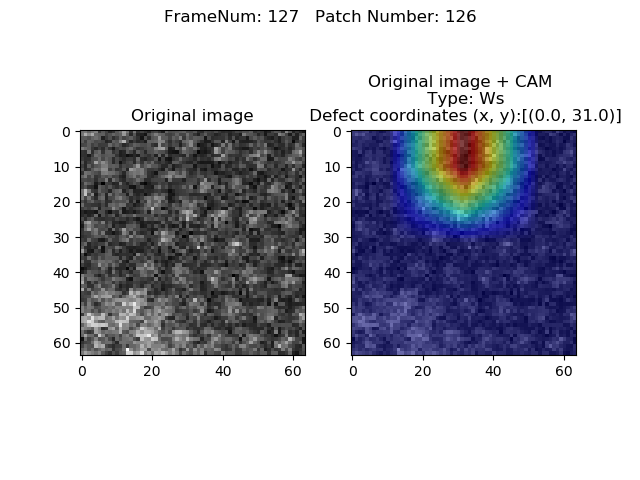 FrameNum: 127   Patch Number: 126
Original image
Original image + CAM
Type: Ws
Defect coordinates (x, y):[(0.0, 31.0)]
0
10
20
30
40
50
60
0 20 40 60
0
10
20
30
40
50
60
0 20 40 60